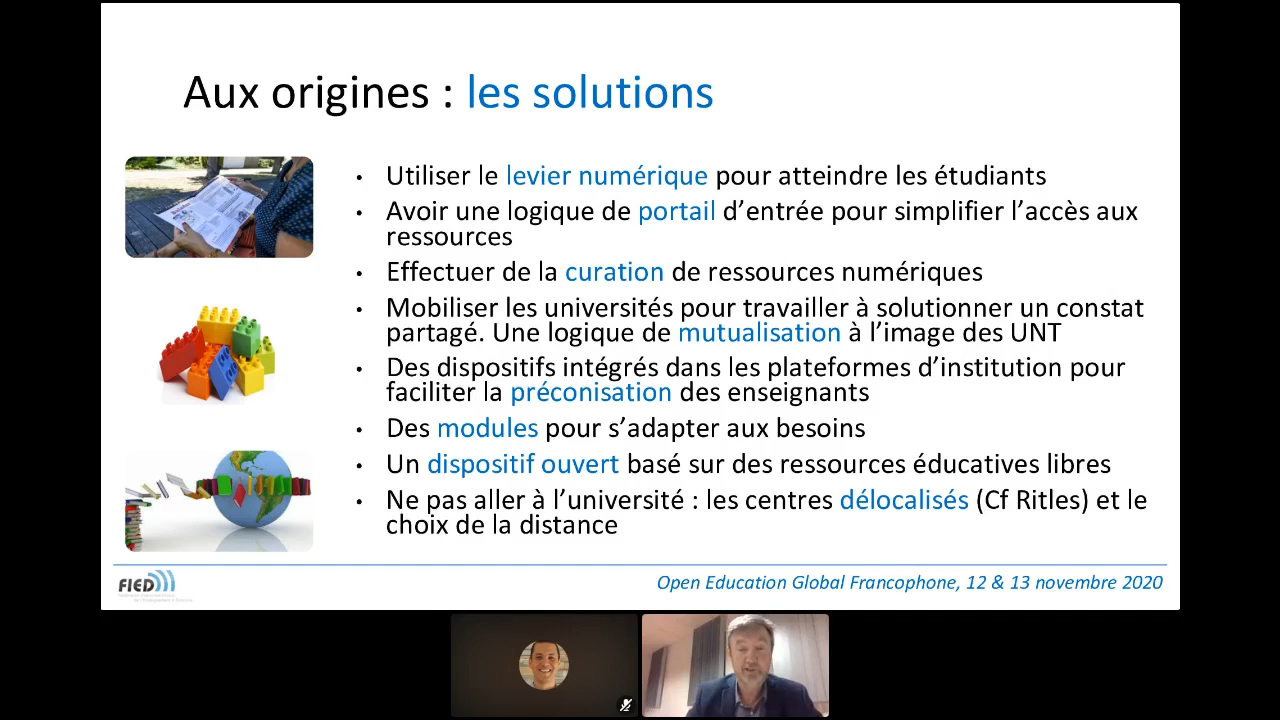 Aux origines : les solutions
• Utiliser le levier numérique pour atteindre les étudiants
• Avoir une logique de portail d’entrée pour simplifier l’accès aux
ressources
• Effectuer de la curation de ressources numériques
• Mobiliser les universités pour travailler à solutionner un constat
partagé. Une logique de mutualisation à l’image des UNT
• Des dispositifs intégrés dans les plateformes d’institution pour
faciliter la préconisation des enseignants
• Des modules pour s’adapter aux besoins
• Un dispositif ouvert basé sur des ressources éducatives libres
• Ne pas aller à l’université : les centres délocalisés (Cf Ritles) et le
choix de la distance
FIED
Open Education Global Francophone, 12 & 13 novembre 2020